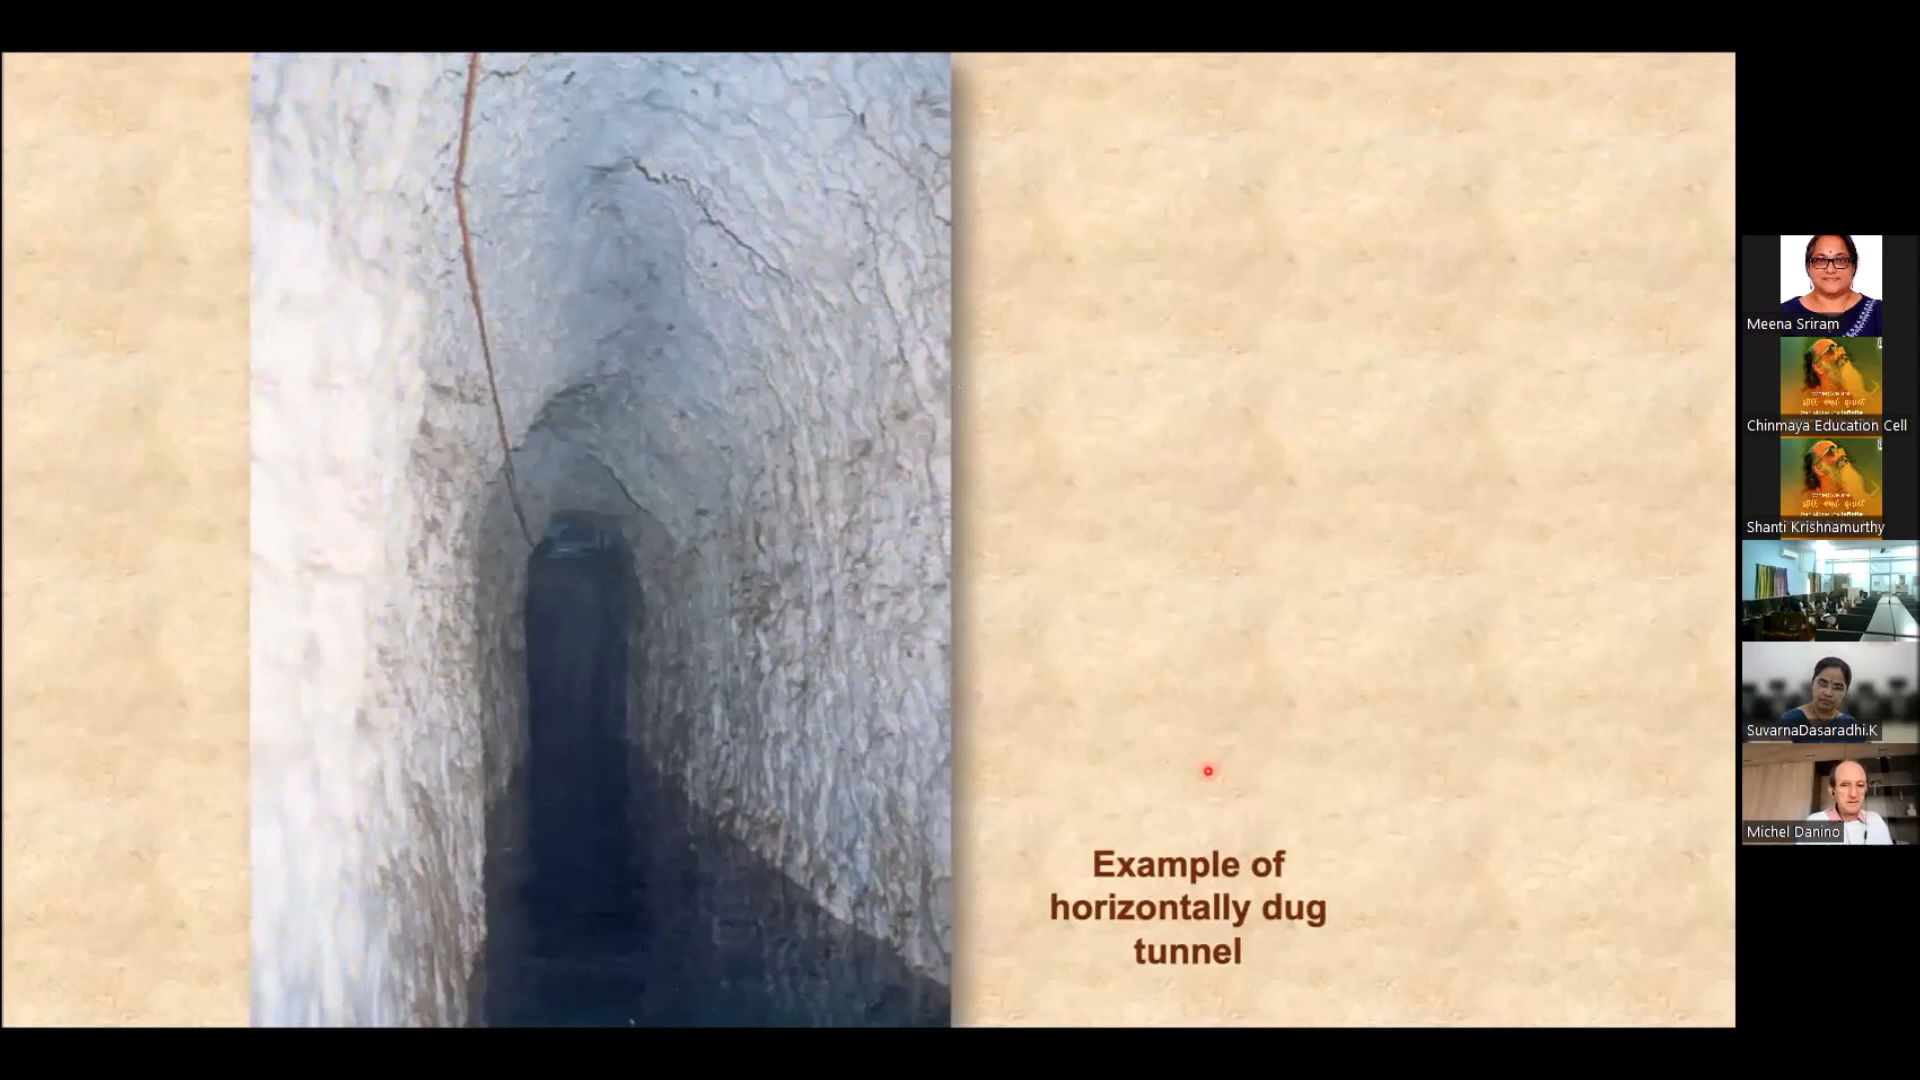 Example of
horizontally dug
tunnel
Meena Sriram
Chinmaya Education Cell
Shanti Krishnamurthy
SuvarnaDasaradhi.K
Michel Danino